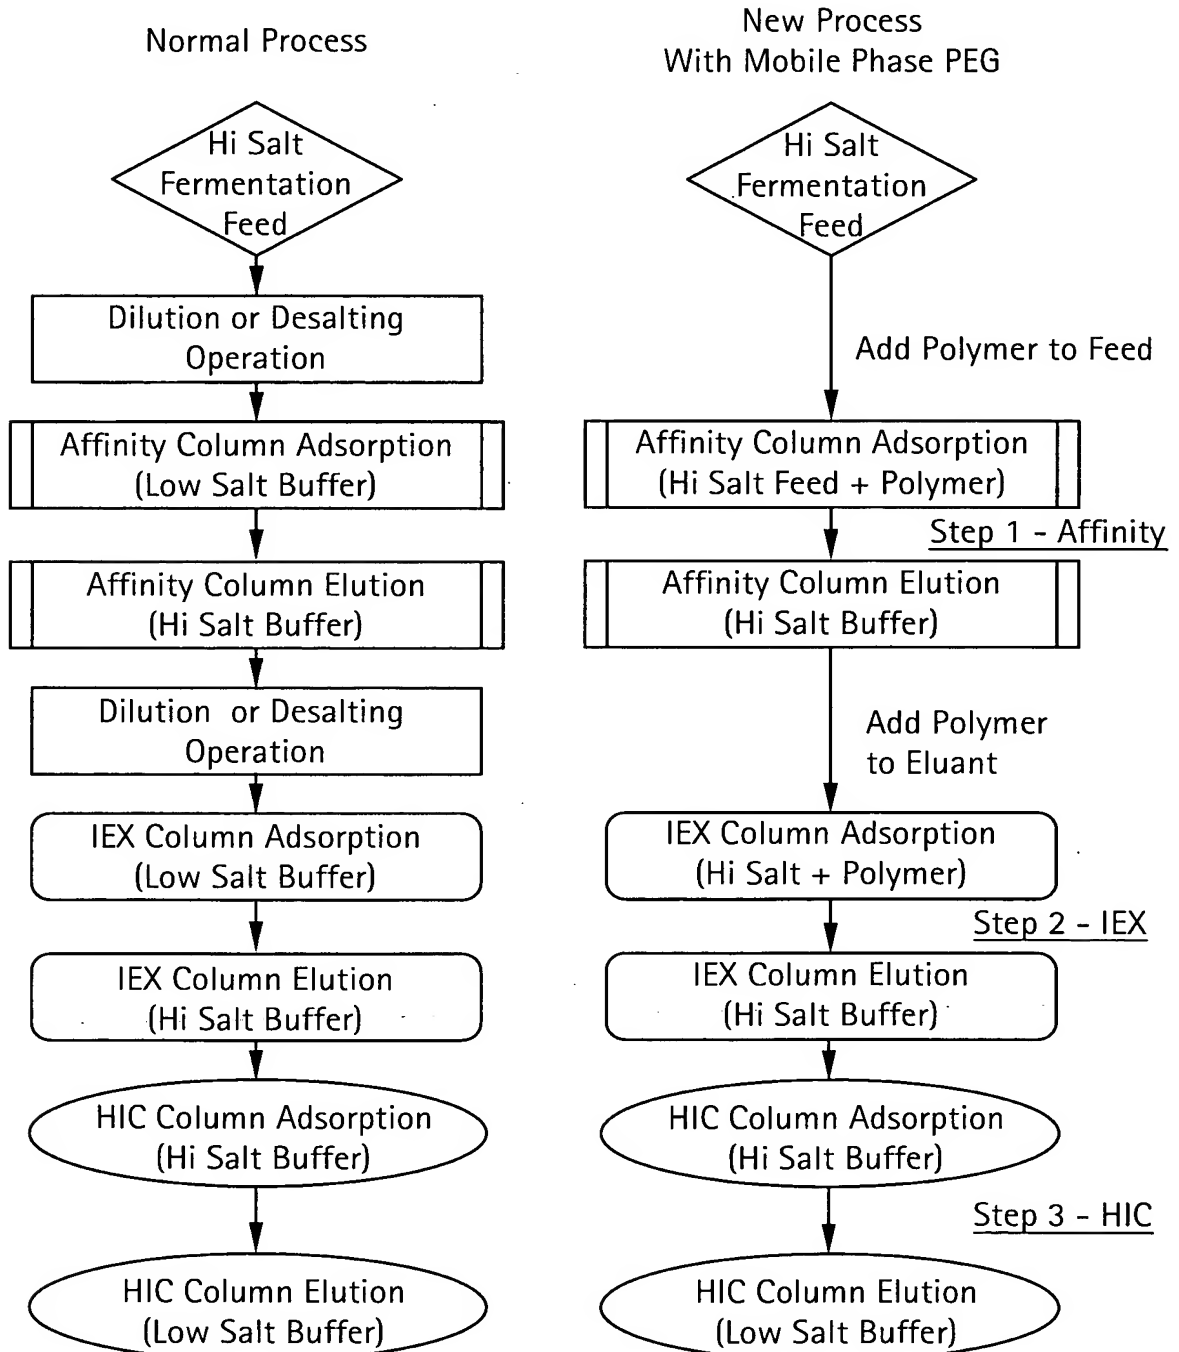 Normal Process
Hi Salt
Fermentation
Feed
Dilution or Desalting
Operation
Affinity Column Adsorption
(Low Salt Buffer)
Affinity Column Elution
(Hi Salt Buffer)
Dilution or Desalting
Operation
IEX Column Adsorption
(Low Salt Buffer)
IEX Column Elution
(Hi Salt Buffer)
HIC Column Adsorption
(Hi Salt Buffer)
HIC Column Elution
(Low Salt Buffer)
New Process
With Mobile Phase PEG
Hi Salt
Fermentation
Feed
Add Polymer to Feed
Affinity Column Adsorption
(Hi Salt Feed + Polymer)
Step 1 - Affinity
Affinity Column Elution
(Hi Salt Buffer)
Add Polymer
to Eluant
IEX Column Adsorption
(Hi Salt + Polymer)
Step 2 - IEX
IEX Column Elution
(Hi Salt Buffer)
HIC Column Adsorption
(Hi Salt Buffer)
Step 3 - HIC
HIC Column Elution
(Low Salt Buffer)